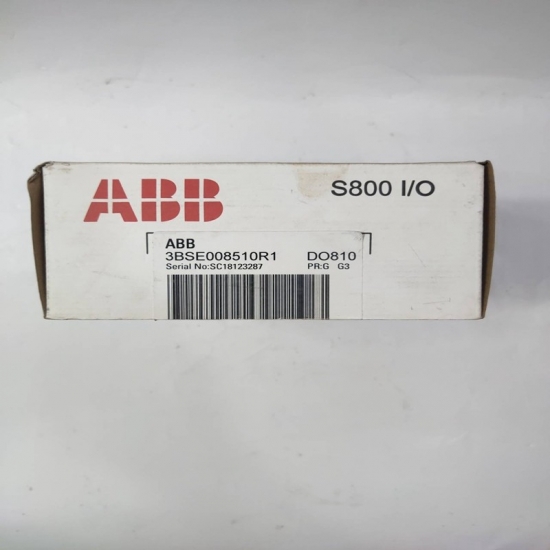 ABB
S800 I/O
ABB
3BSE008510R1 DO810
Serial No:SC18123287 PR:G G3